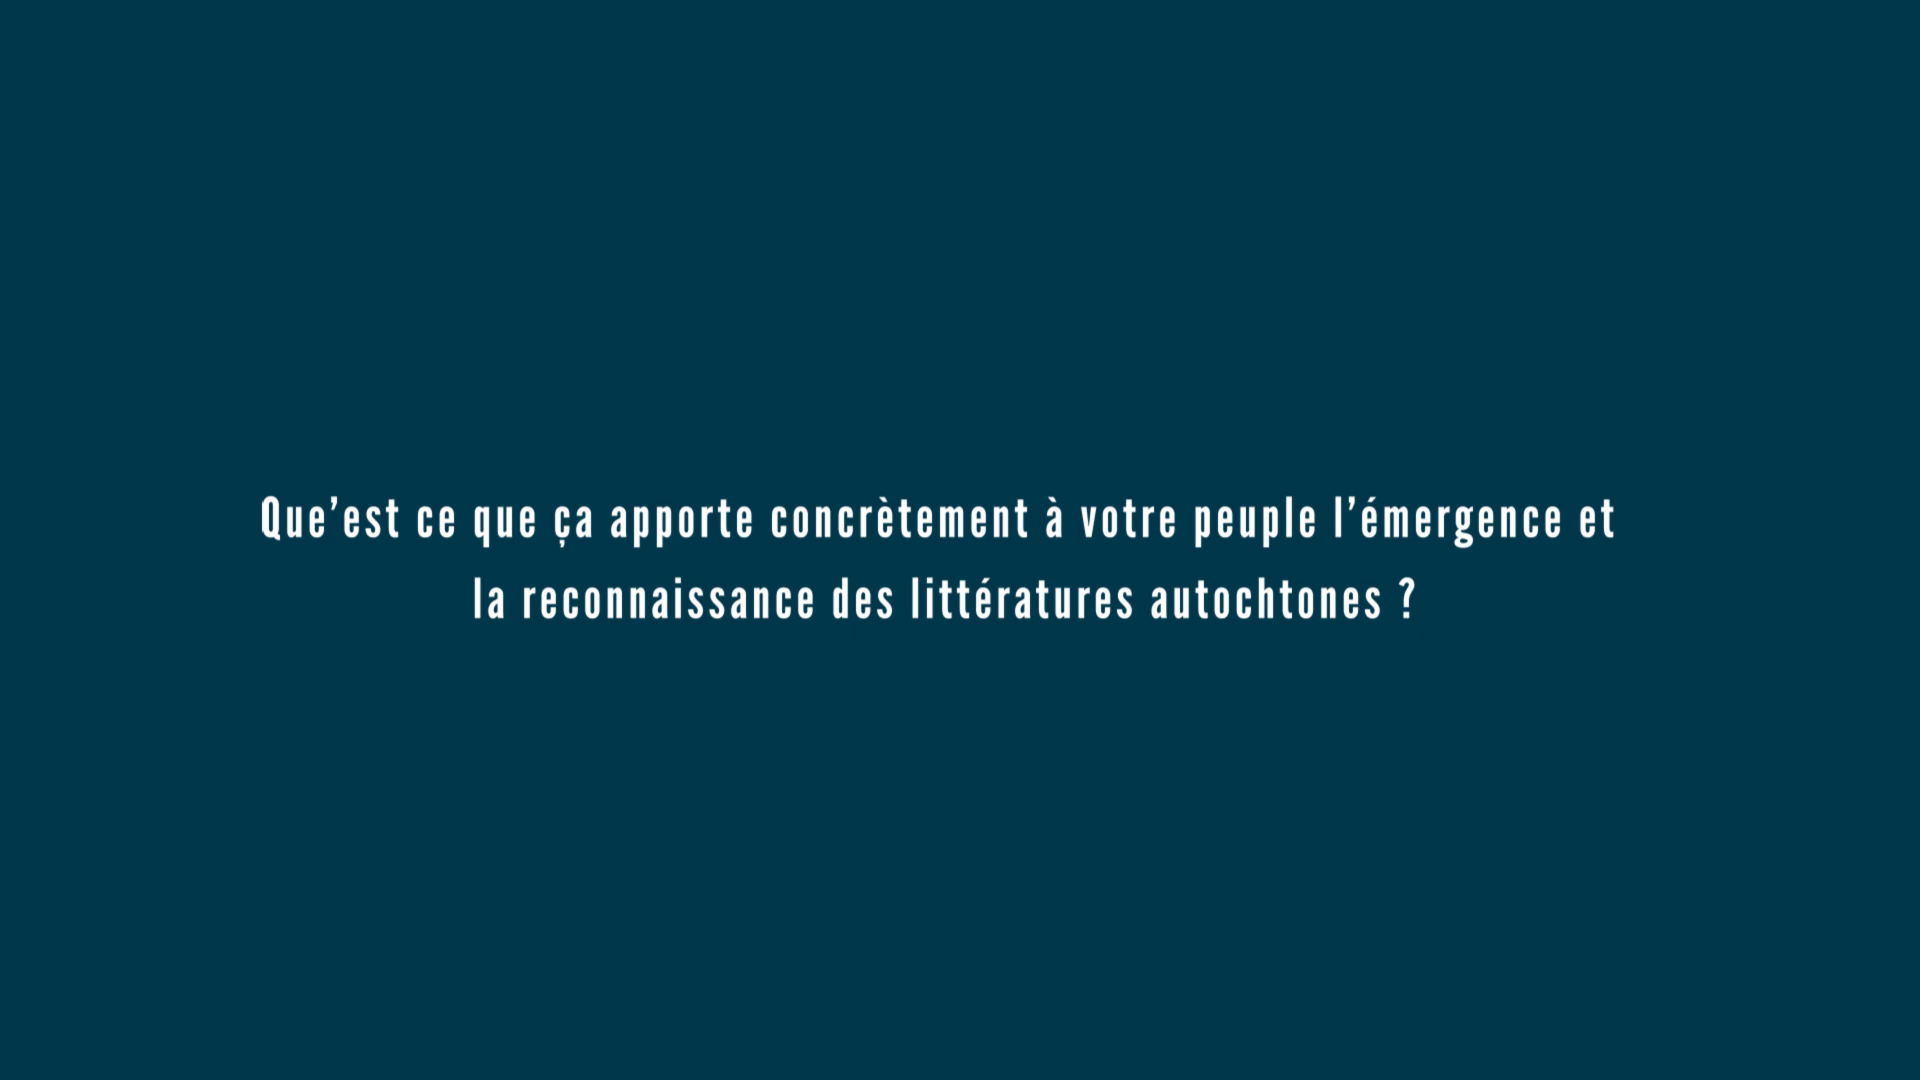 Que’est ce que ça apporte concrètement à votre peuple l’émergence et
la reconnaissance des littératures autochtones ?